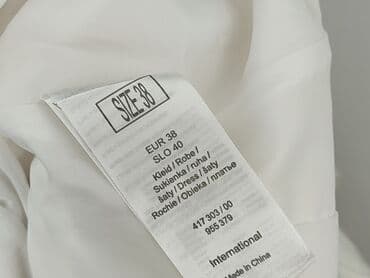 SIZE 38
EUR 38
SLO 40
Kleid / Robe /
Sukienka / ruha /
šaty / Dress / šaty
Rochie / Obleka / платье
417 303 / 00
955 379
International
Made in China